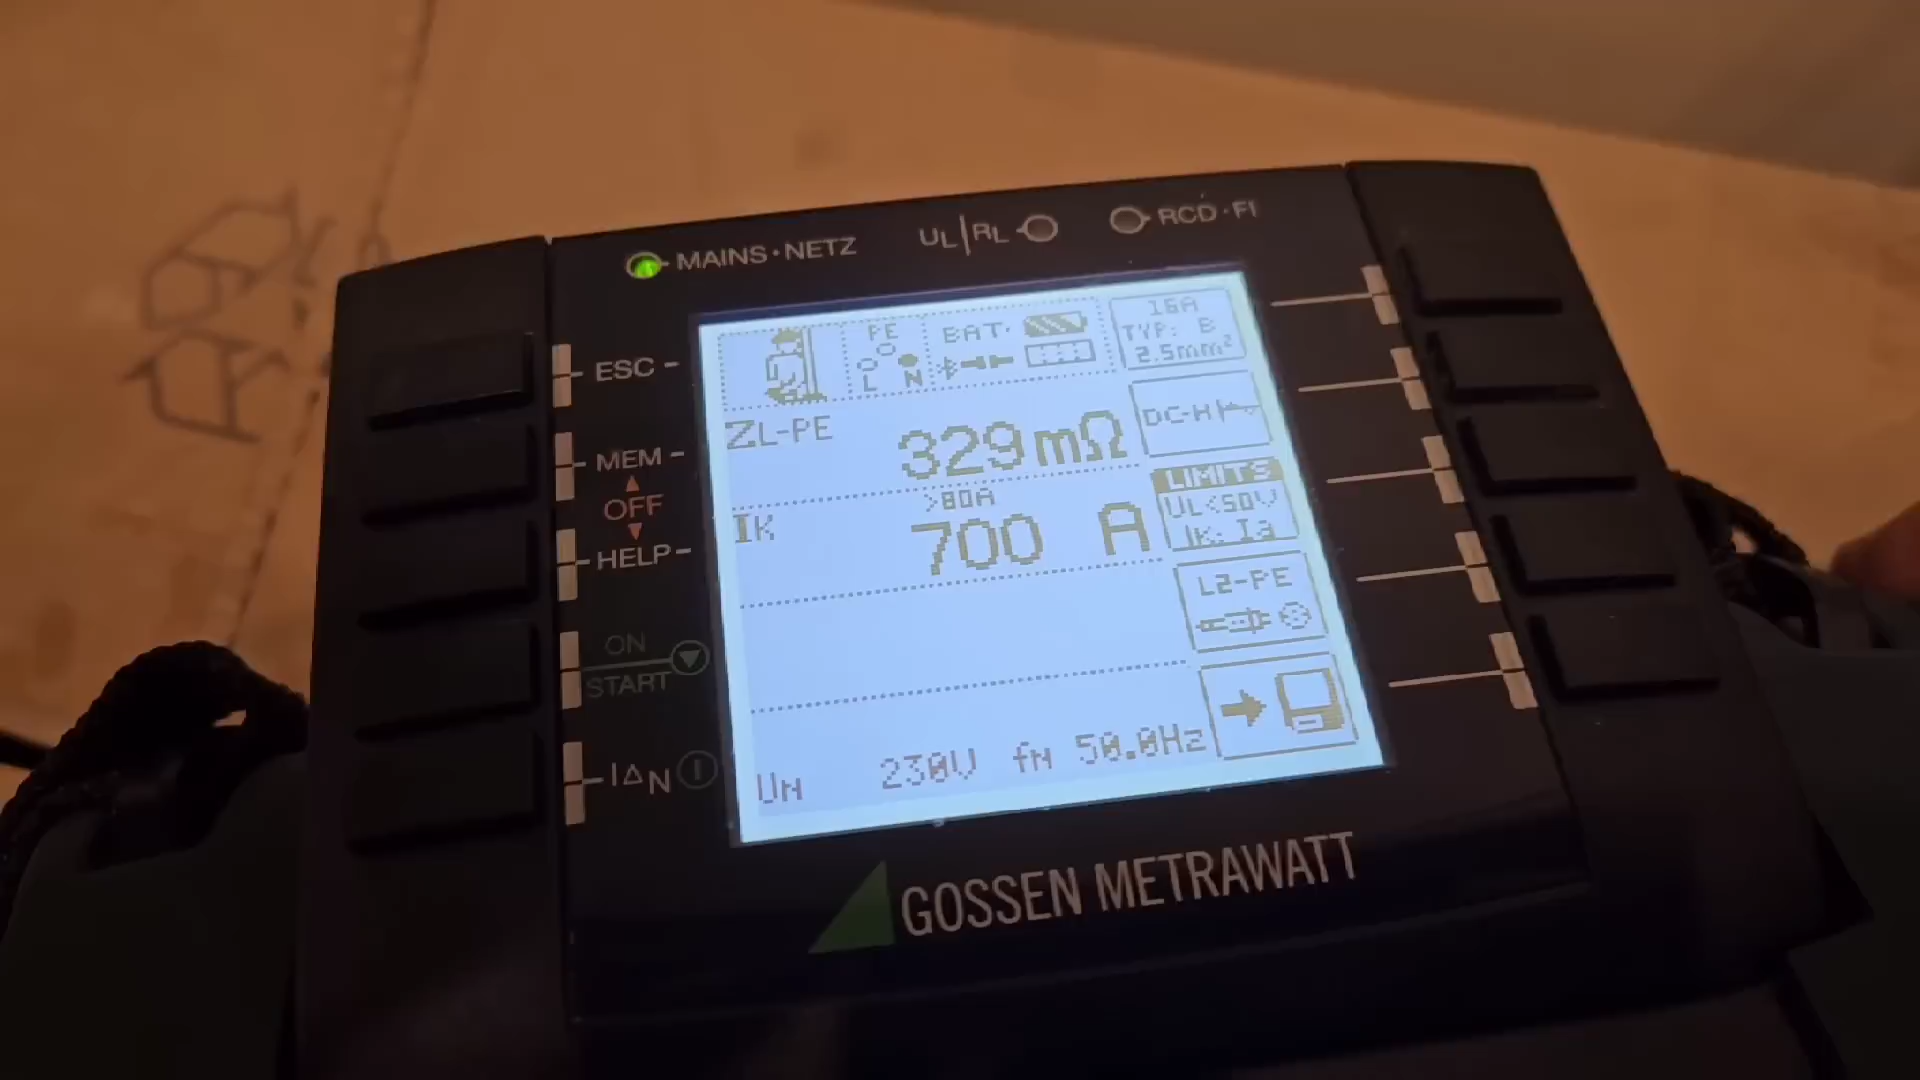 MAINS·NETZ
UL|RL
RCD·FI
ESC
MEM
OFF
HELP
ON
START
I∆N
PE
L
N
BAT.
16A
TYP: B
2.5mm²
ZL-PE
329 mΩ
LIMITS
UL<50V
IK: Ia
>80A
IK
700 A
L2-PE
UN 230V fN 50.0Hz
GOSSEN METRAWATT